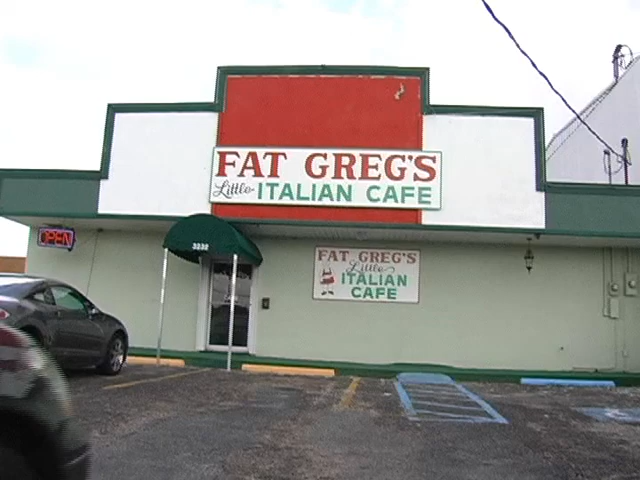 FAT GREG'S
Little ITALIAN CAFE
OPEN
3232
FAT GREG'S
Little
ITALIAN
CAFE